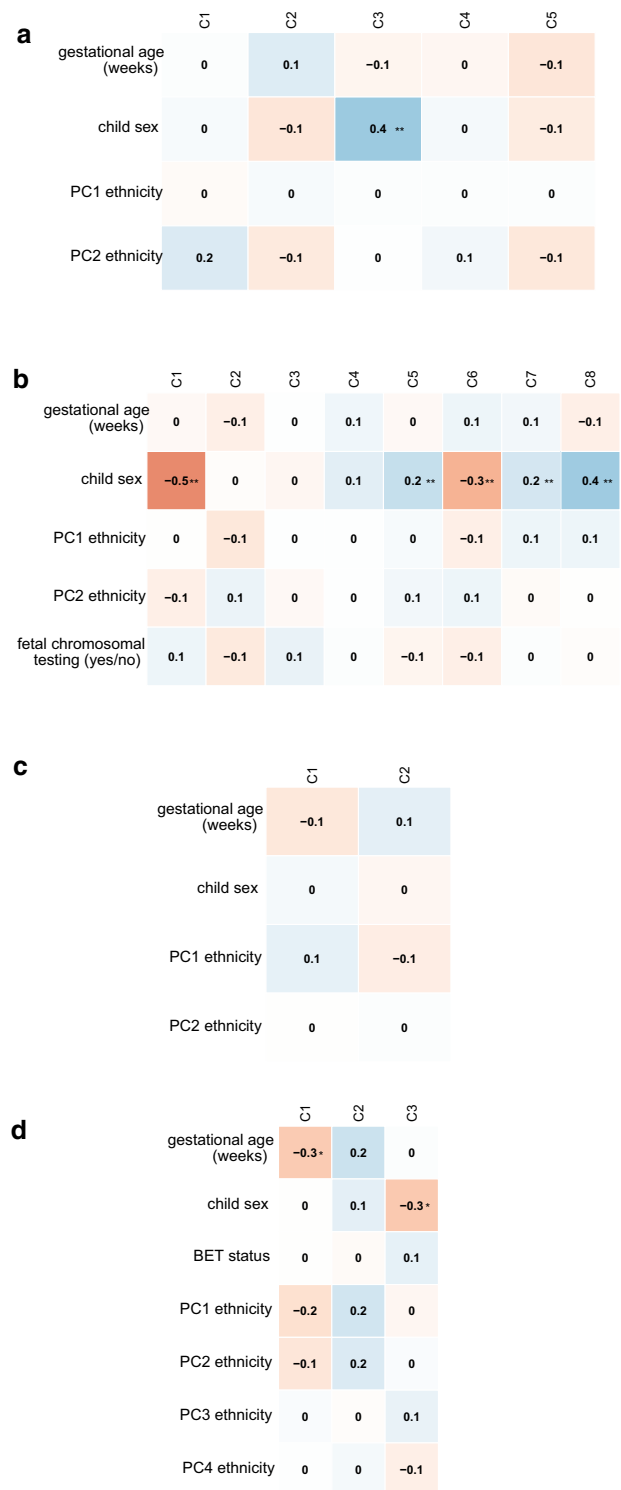 a
C1 C2 C3 C4 C5
gestational age
(weeks)
0 0.1 −0.1 0 −0.1
child sex 0 −0.1 0.4 ** 0 −0.1
PC1 ethnicity 0 0 0 0 0
PC2 ethnicity 0.2 −0.1 0 0.1 −0.1
b
C1 C2 C3 C4 C5 C6 C7 C8
gestational age
(weeks)
0 −0.1 0 0.1 0 0.1 0.1 −0.1
child sex −0.5** 0 0 0.1 0.2 ** −0.3** 0.2 ** 0.4 **
PC1 ethnicity 0 −0.1 0 0 0 −0.1 0.1 0.1
PC2 ethnicity −0.1 0.1 0 0 0.1 0.1 0 0
fetal chromosomal
testing (yes/no)
0.1 −0.1 0.1 0 −0.1 −0.1 0 0
c
C1 C2
gestational age
(weeks)
−0.1 0.1
child sex 0 0
PC1 ethnicity 0.1 −0.1
PC2 ethnicity 0 0
d
C1 C2 C3
gestational age
(weeks)
−0.3* 0.2 0
child sex 0 0.1 −0.3*
BET status 0 0 0.1
PC1 ethnicity −0.2 0.2 0
PC2 ethnicity −0.1 0.2 0
PC3 ethnicity 0 0 0.1
PC4 ethnicity 0 0 −0.1